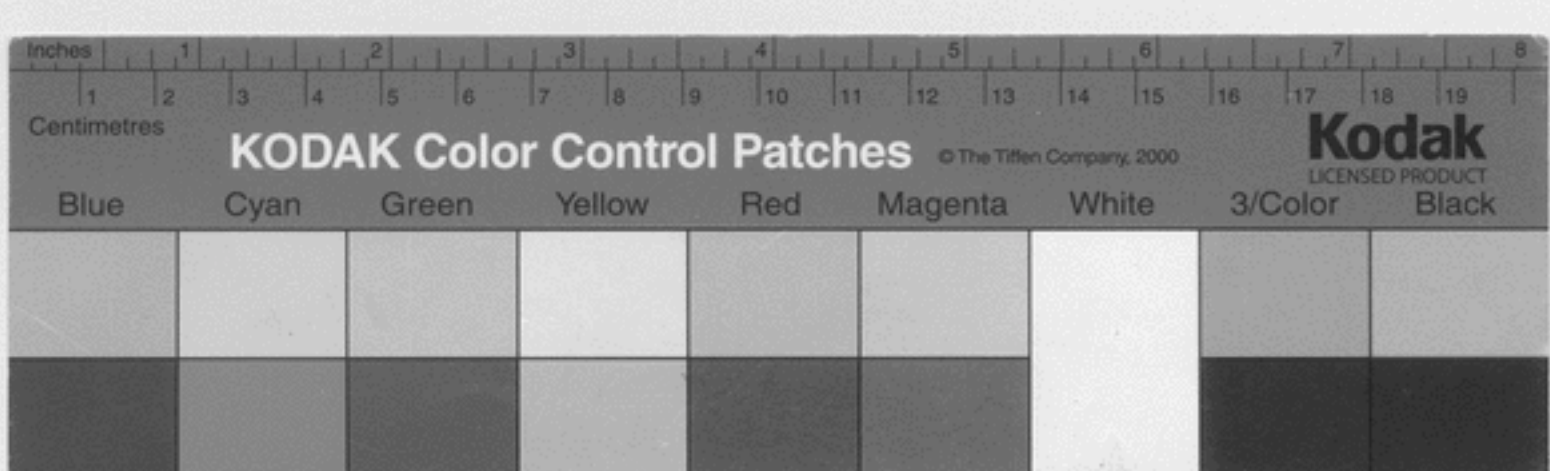 Inches 1 2 3 4 5 6 7 8
1 2 3 4 5 6 7 8 9 10 11 12 13 14 15 16 17 18 19
Centimetres
KODAK Color Control Patches © The Tiffen Company, 2000 Kodak
LICENSED PRODUCT
Blue Cyan Green Yellow Red Magenta White 3/Color Black